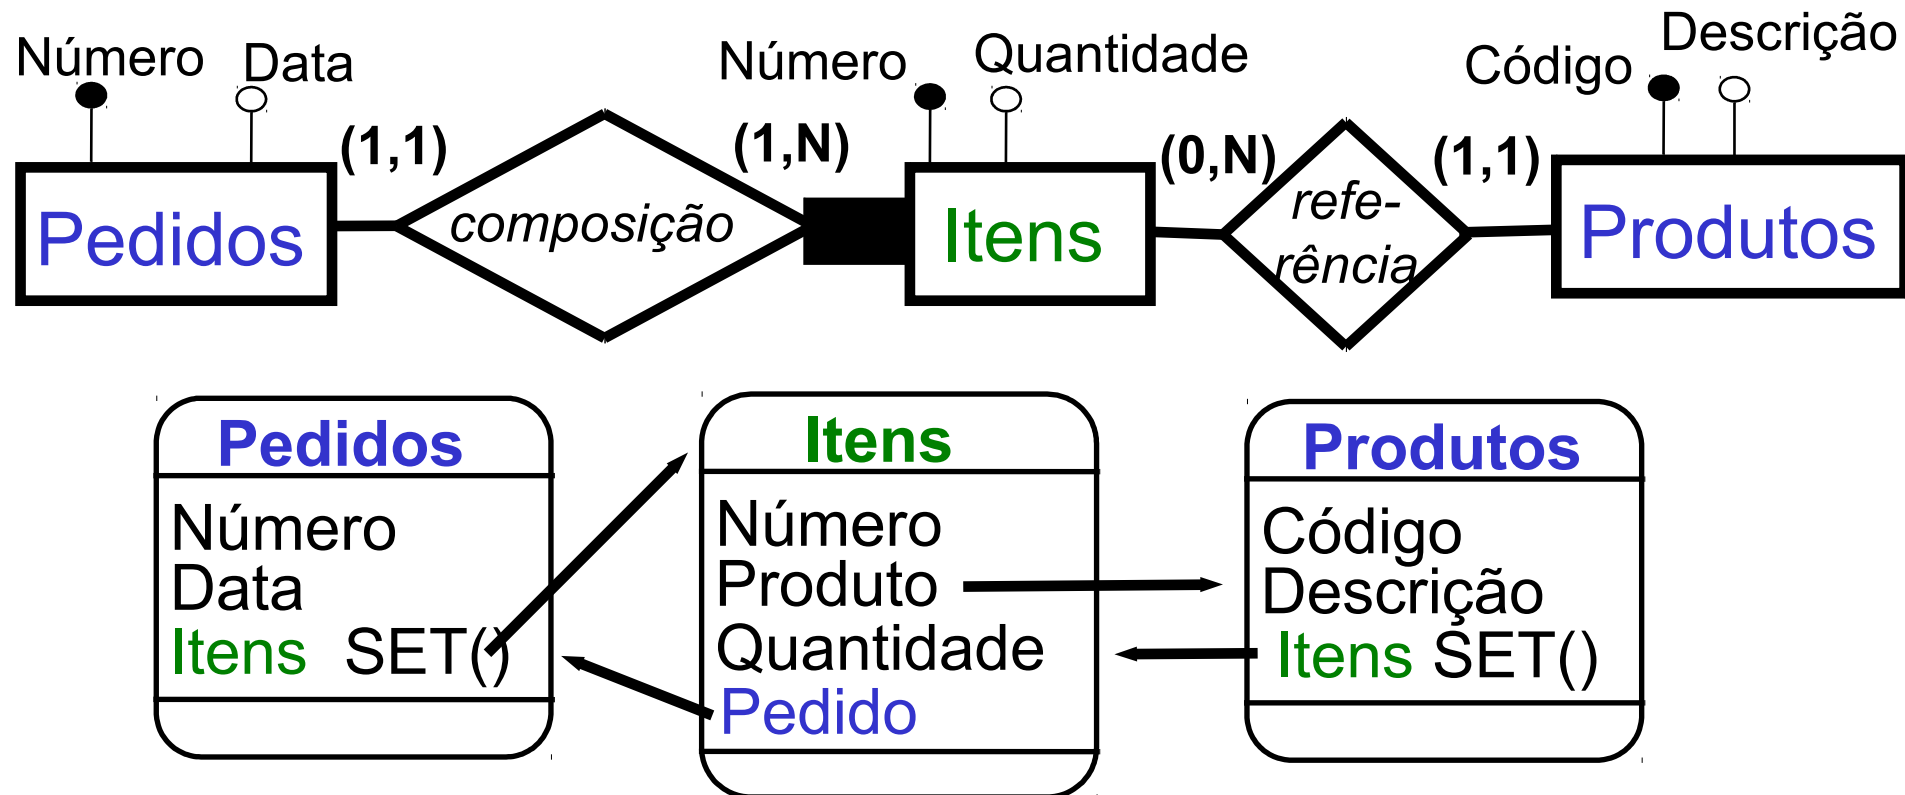 Número Data Número Quantidade Código Descrição
(1,1) (1,N) (0,N) (1,1)
Pedidos composição Itens refe-
rência Produtos
Pedidos
Número
Data
Itens SET()
Itens
Número
Produto
Quantidade
Pedido
Produtos
Código
Descrição
Itens SET()